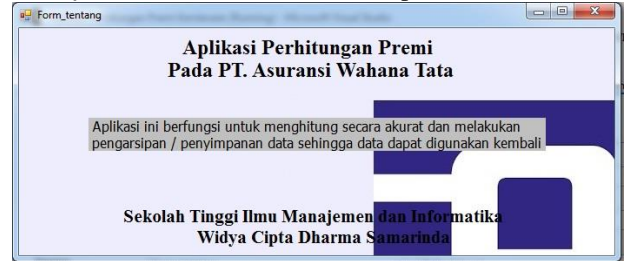 Form_tentang
Aplikasi Perhitungan Premi
Pada PT. Asuransi Wahana Tata
Aplikasi ini berfungsi untuk menghitung secara akurat dan melakukan
pengarsipan / penyimpanan data sehingga data dapat digunakan kembali
Sekolah Tinggi Ilmu Manajemen dan Informatika
Widya Cipta Dharma Samarinda